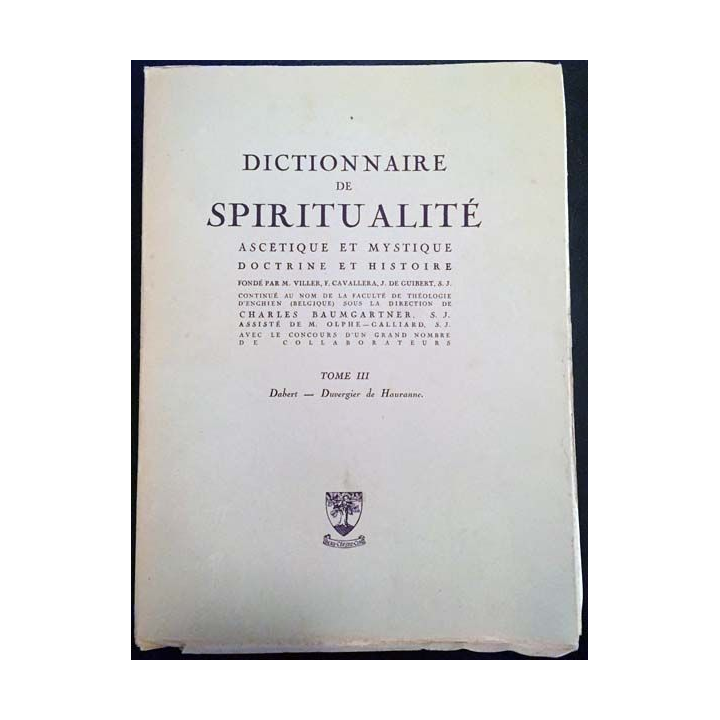 DICTIONNAIRE
DE
SPIRITUALITÉ
ASCETIQUE ET MYSTIQUE
DOCTRINE ET HISTOIRE
FONDÉ PAR M. VILLER, F. CAVALLERA, J. DE GUIBERT, S. J.
CONTINUÉ AU NOM DE LA FACULTÉ DE THÉOLOGIE
D'ENGHIEN (BELGIQUE) SOUS LA DIRECTION DE
CHARLES BAUMGARTNER, S. J.
ASSISTÉ DE M. OLPHE—GALLIARD, S. J.
AVEC LE CONCOURS D'UN GRAND NOMBRE
DE COLLABORATEURS
TOME III
Dabert — Duvergier de Hauranne.